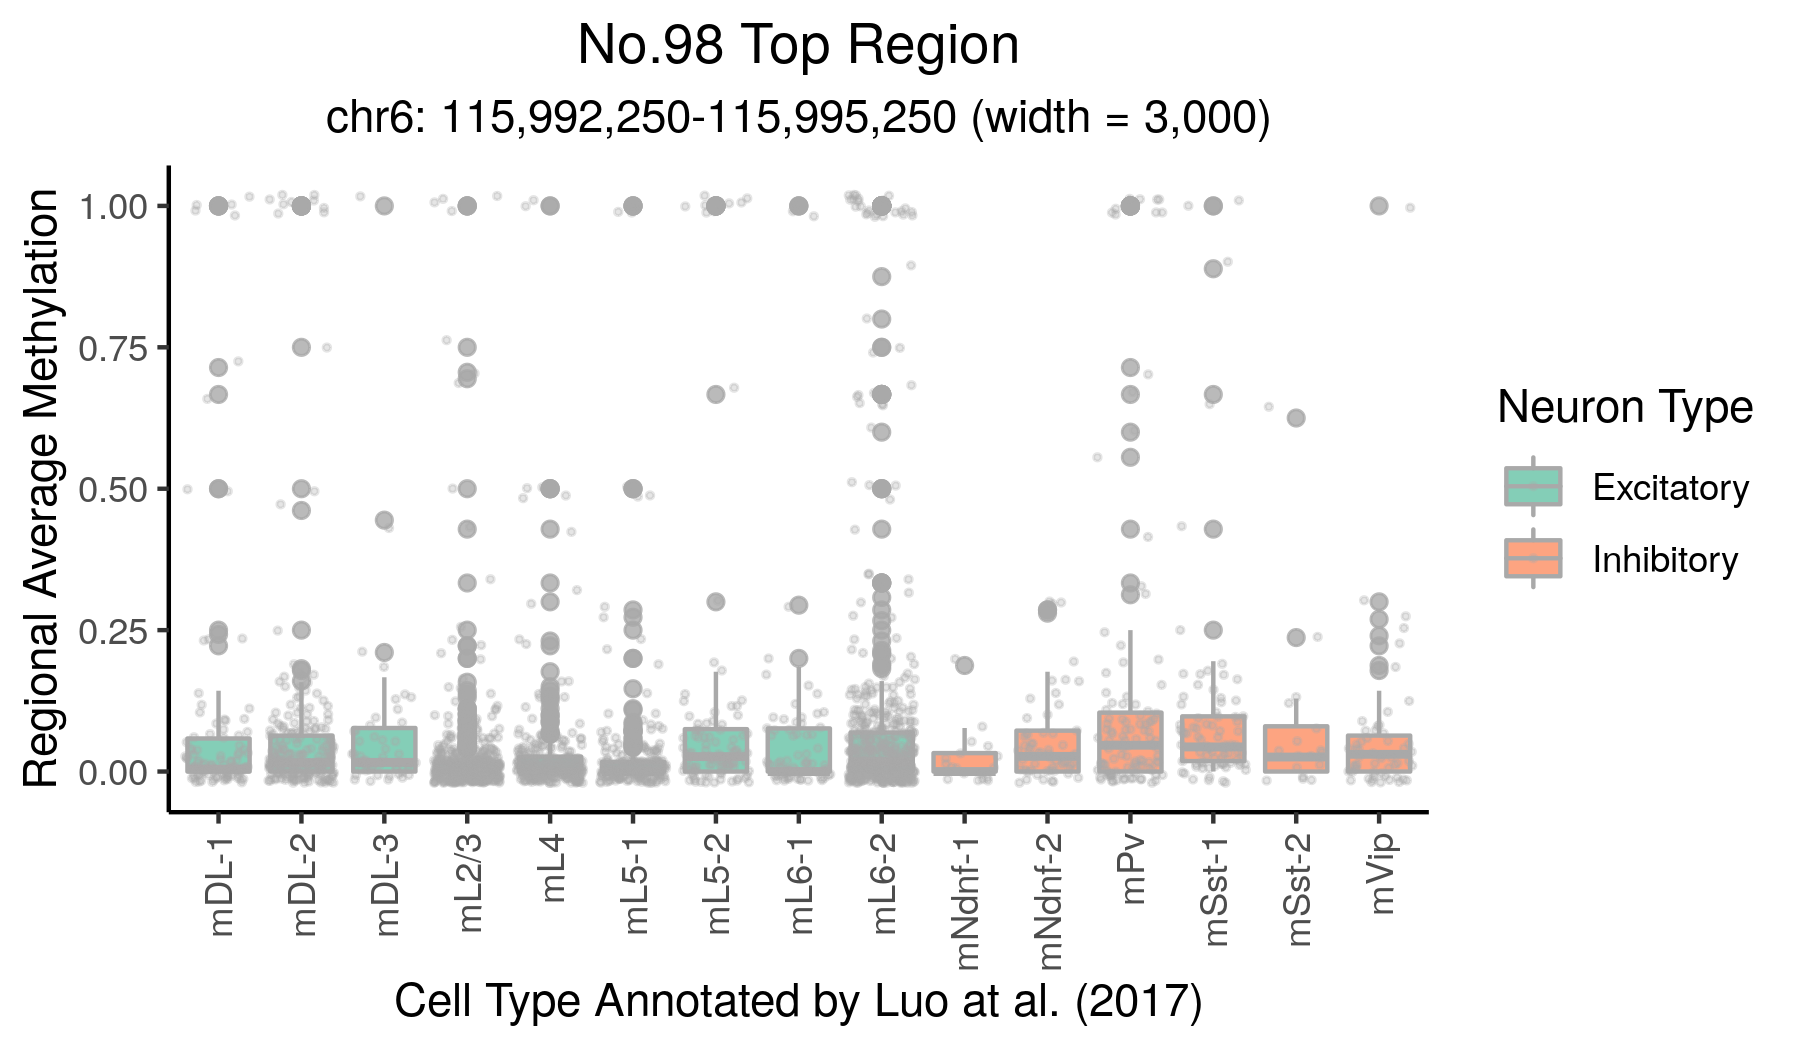 No.98 Top Region
chr6: 115,992,250-115,995,250 (width = 3,000)
Regional Average Methylation
1.00
0.75
0.50
0.25
0.00
mDL-1
mDL-2
mDL-3
mL2/3
mL4
mL5-1
mL5-2
mL6-1
mL6-2
mNdnf-1
mNdnf-2
mPv
mSst-1
mSst-2
mVip
Cell Type Annotated by Luo at al. (2017)
Neuron Type
Excitatory
Inhibitory